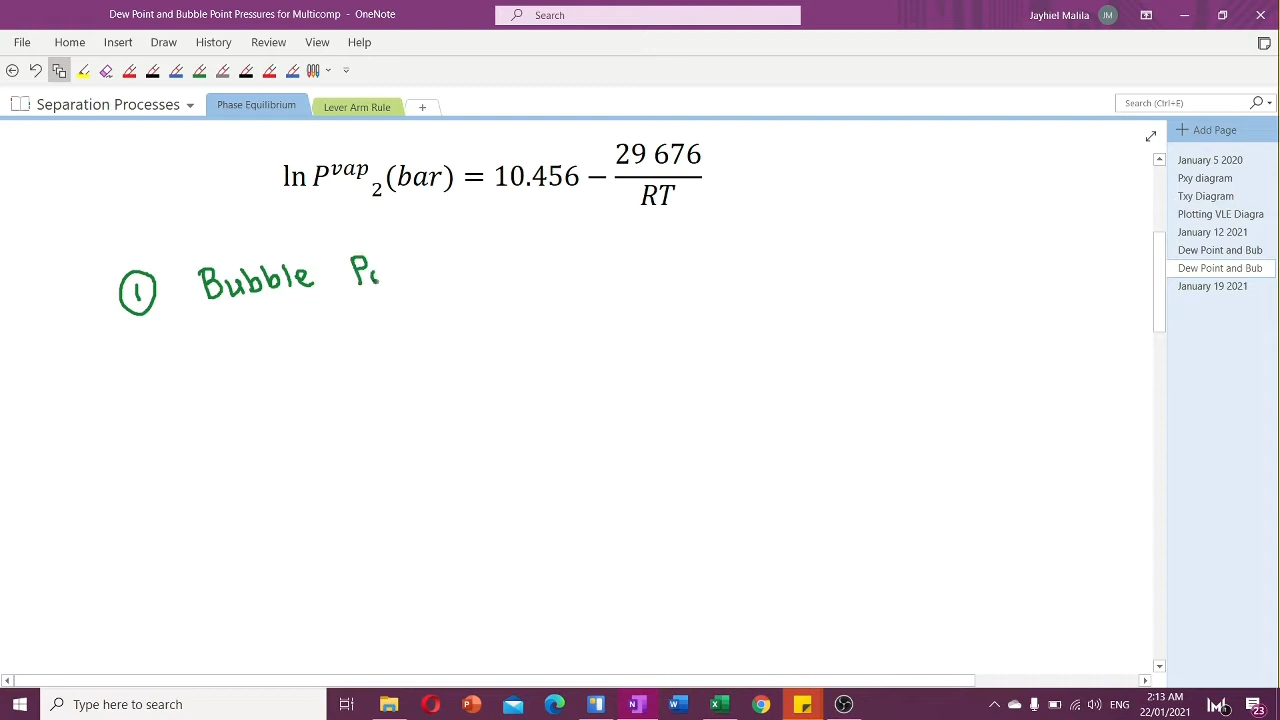 Dew Point and Bubble Point Pressures for Multicomp - OneNote
Search
Jayhiel Malila
JM
File Home Insert Draw History Review View Help
Separation Processes
Phase Equilibrium
Lever Arm Rule
Search (Ctrl+E)
Add Page
January 5 2020
Pxy diagram
Txy Diagram
Plotting VLE Diagra
January 12 2021
Dew Point and Bub
Dew Point and Bub
January 19 2021
ln P^vap_2 (bar) = 10.456 − 29 676 / RT
① Bubble Po
Type here to search
ENG
2:13 AM
22/01/2021
23